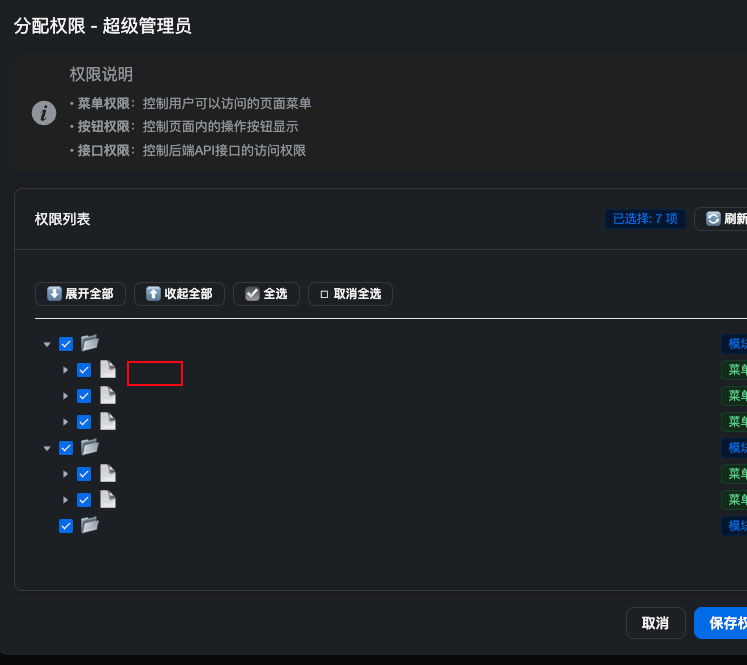 分配权限 - 超级管理员
权限说明
• 菜单权限：控制用户可以访问的页面菜单
• 按钮权限：控制页面内的操作按钮显示
• 接口权限：控制后端API接口的访问权限
权限列表
已选择: 7 项
刷新
展开全部
收起全部
全选
取消全选
模块
菜单
菜单
菜单
模块
菜单
菜单
模块
取消
保存权